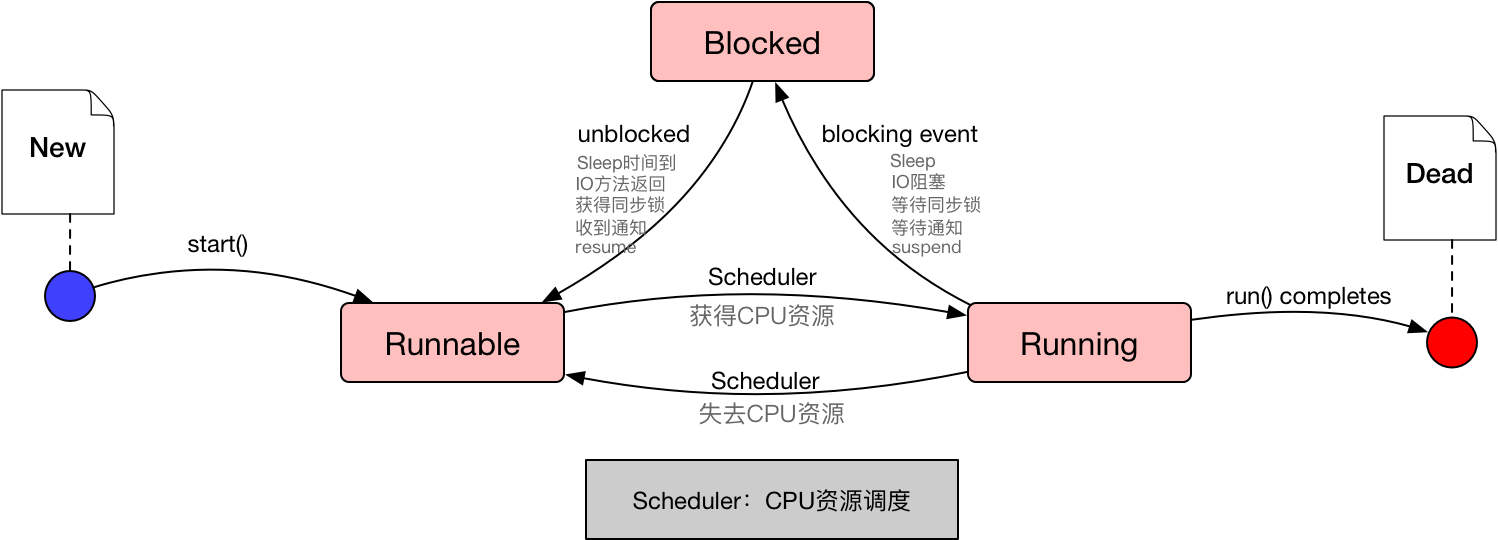 Blocked
New
unblocked
Sleep时间到
IO方法返回
获得同步锁
收到通知
resume
blocking event
Sleep
IO阻塞
等待同步锁
等待通知
suspend
Dead
start()
Scheduler
获得CPU资源
run() completes
Runnable
Running
Scheduler
失去CPU资源
Scheduler：CPU资源调度